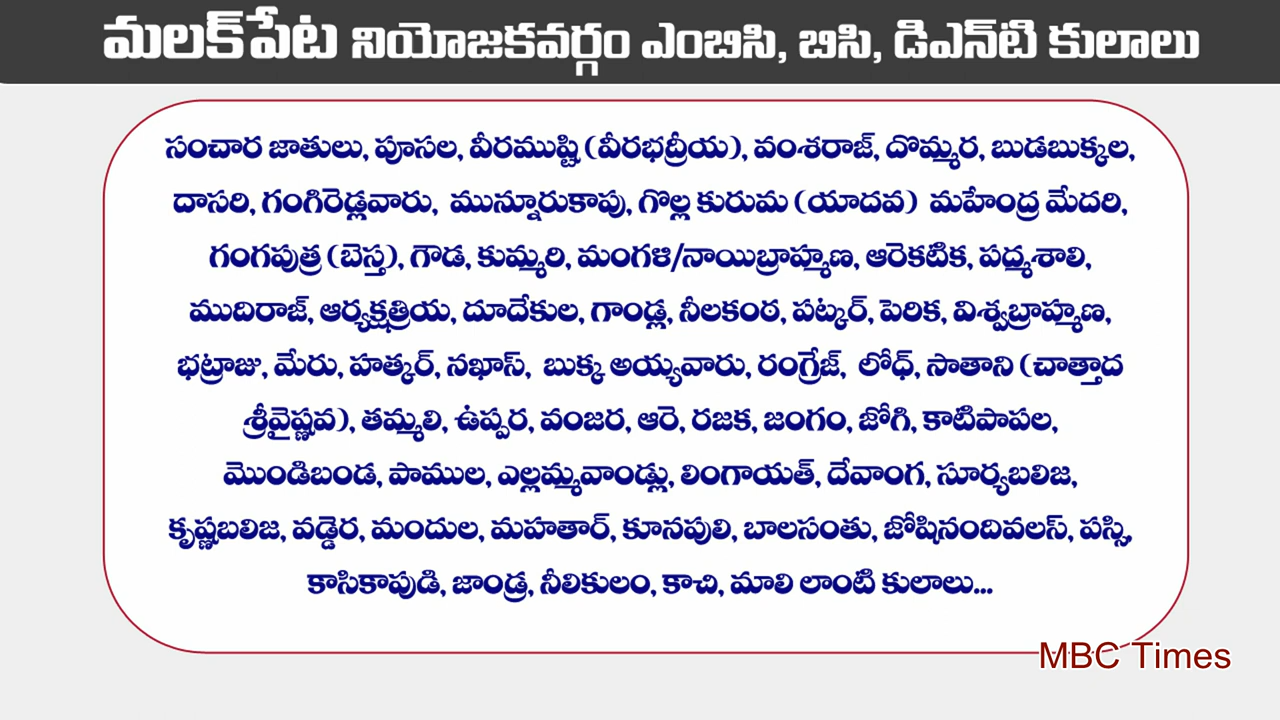 మలక్‌పేట నియోజకవర్గం ఎంబిసి, బిసి, డిఎన్‌టి కులాలు
సంచార జాతులు, పూసల, వీరముష్టి (వీరభద్రీయ), వంశరాజ్, దొమ్మర, బుడబుక్కల,
దాసరి, గంగిరెడ్లవారు, మున్నూరుకాపు, గొల్ల కురుమ (యాదవ) మహేంద్ర మేదరి,
గంగపుత్ర (బెస్త), గౌడ, కుమ్మరి, మంగళి/నాయిబ్రాహ్మణ, ఆరెకటిక, పద్మశాలి,
ముదిరాజ్, ఆర్యక్షత్రియ, దూదేకుల, గాండ్ల, నీలకంఠ, పట్కర్, పెరిక, విశ్వబ్రాహ్మణ,
భట్రాజు, మేరు, హత్కర్, నఖాస్, బుక్క అయ్యవారు, రంగ్రేజ్, లోధ్, సాతాని (చాత్తాద
శ్రీవైష్ణవ), తమ్మలి, ఉప్పర, వంజర, ఆరె, రజక, జంగం, జోగి, కాటిపాపల,
మొండిబండ, పాముల, ఎల్లమ్మవాండ్లు, లింగాయత్, దేవాంగ, సూర్యబలిజ,
కృష్ణబలిజ, వడ్డెర, మందుల, మహతార్, కూనపులి, బాలసంతు, జోషినందివలస్, పస్సి,
కాసికాపుడి, జాండ్ర, నీలికులం, కాచి, మాలి లాంటి కులాలు...
MBC Times